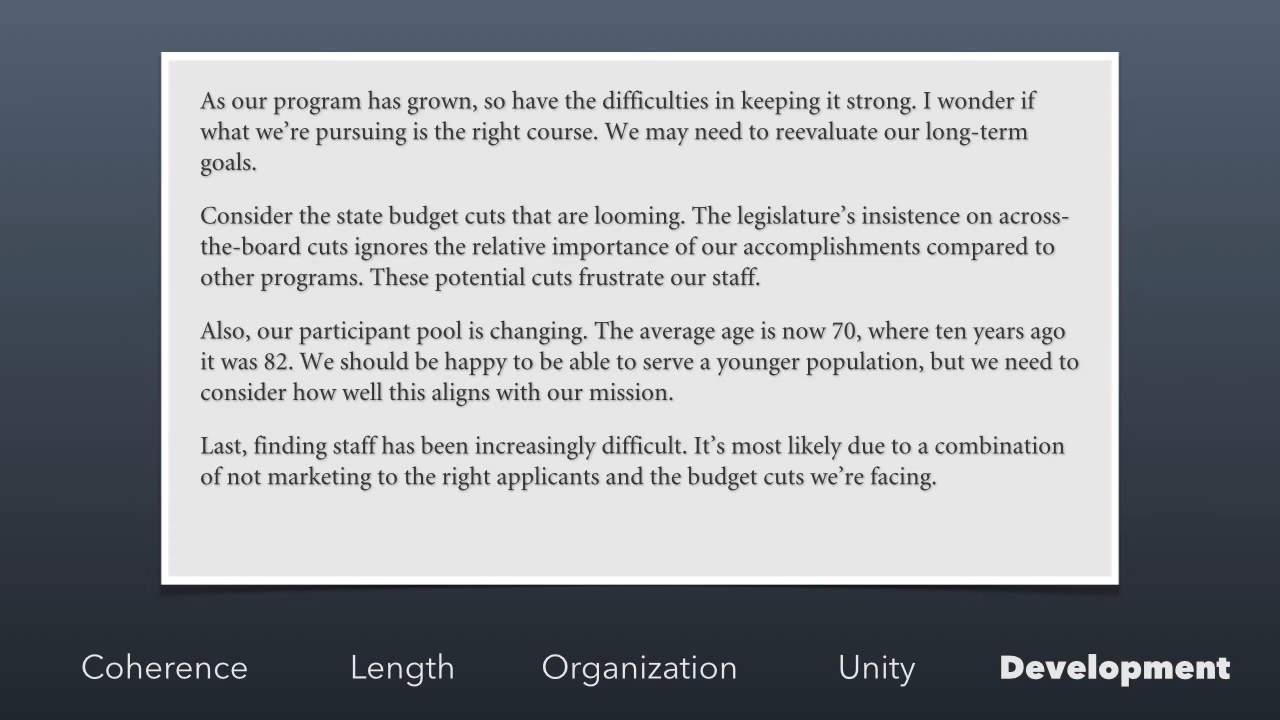 As our program has grown, so have the difficulties in keeping it strong. I wonder if
what we’re pursuing is the right course. We may need to reevaluate our long-term
goals.
Consider the state budget cuts that are looming. The legislature’s insistence on across-
the-board cuts ignores the relative importance of our accomplishments compared to
other programs. These potential cuts frustrate our staff.
Also, our participant pool is changing. The average age is now 70, where ten years ago
it was 82. We should be happy to be able to serve a younger population, but we need to
consider how well this aligns with our mission.
Last, finding staff has been increasingly difficult. It’s most likely due to a combination
of not marketing to the right applicants and the budget cuts we’re facing.
Coherence Length Organization Unity Development